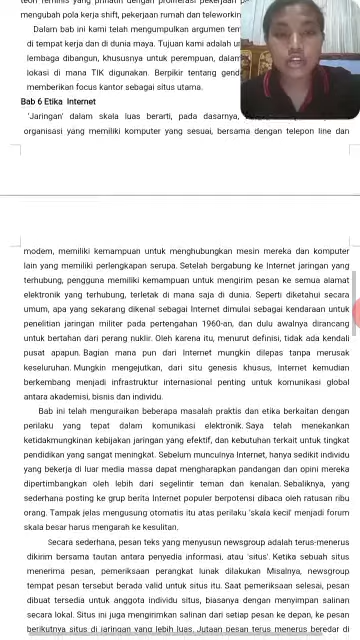 teori feminis yang prihatin dengan proliferasi pekerjaan p
mengubah pola kerja shift, pekerjaan rumah dan teleworkin
Dalam bab ini kami telah mengumpulkan argumen ten
di tempat kerja dan di dunia maya. Tujuan kami adalah u
lembaga dibangun, khususnya untuk perempuan, dalam
lokasi di mana TIK digunakan. Berpikir tentang gend
memberikan focus kantor sebagai situs utama.
Bab 6 Etika Internet
'Jaringan' dalam skala luas berarti, pada dasarnya,
organisasi yang memiliki komputer yang sesuai, bersama dengan telepon line dan
modem, memiliki kemampuan untuk menghubungkan mesin mereka dan komputer
lain yang memiliki perlengkapan serupa. Setelah bergabung ke Internet jaringan yang
terhubung, pengguna memiliki kemampuan untuk mengirim pesan ke semua alamat
elektronik yang terhubung, terletak di mana saja di dunia. Seperti diketahui secara
umum, apa yang sekarang dikenal sebagai Internet dimulai sebagai kendaraan untuk
penelitian jaringan militer pada pertengahan 1960-an, dan dulu awalnya dirancang
untuk bertahan dari perang nuklir. Oleh karena itu, menurut definisi, tidak ada kendali
pusat apapun. Bagian mana pun dari Internet mungkin dilepas tanpa merusak
keseluruhan. Mungkin mengejutkan, dari situ genesis khusus, Internet kemudian
berkembang menjadi infrastruktur internasional penting untuk komunikasi global
antara akademisi, bisnis dan individu.
Bab ini telah menguraikan beberapa masalah praktis dan etika berkaitan dengan
perilaku yang tepat dalam komunikasi elektronik. Saya telah menekankan
ketidakmungkinan kebijakan jaringan yang efektif, dan kebutuhan terkait untuk tingkat
pendidikan yang sangat meningkat. Sebelum munculnya Internet, hanya sedikit individu
yang bekerja di luar media massa dapat mengharapkan pandangan dan opini mereka
dipertimbangkan oleh lebih dari segelintir teman dan kenalan. Sebaliknya, yang
sederhana posting ke grup berita Internet populer berpotensi dibaca oleh ratusan ribu
orang. Tampak jelas mengusung otomatis itu atas perilaku 'skala kecil' menjadi forum
skala besar harus mengarah ke kesulitan.
Secara sederhana, pesan teks yang menyusun newsgroup adalah terus-menerus
dikirim bersama tautan antara penyedia informasi, atau 'situs'. Ketika sebuah situs
menerima pesan, pemeriksaan perangkat lunak dilakukan Misalnya, newsgroup
tempat pesan tersebut berada valid untuk situs itu. Saat pemeriksaan selesai, pesan
dibuat tersedia untuk anggota individu situs, biasanya dengan menyimpan salinan
secara lokal. Situs ini juga mengirimkan salinan dari setiap pesan ke depan, ke pesan
berikutnya situs di jaringan yang lebih luas. Jutaan pesan terus menerus beredar di